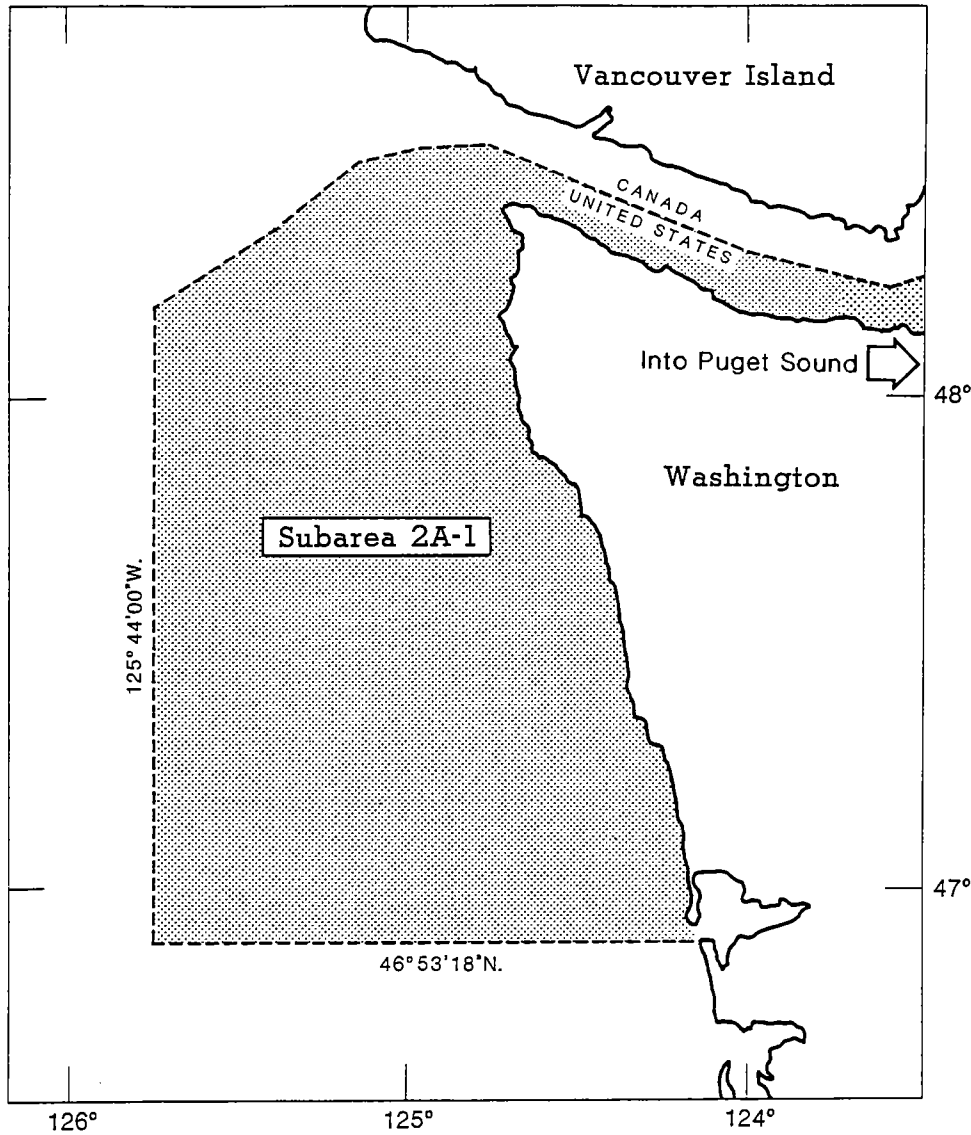 Vancouver Island
CANADA
UNITED STATES
Into Puget Sound
48°
Washington
Subarea 2A-1
125° 44'00"W.
47°
46°53'18"N.
126°
125°
124°